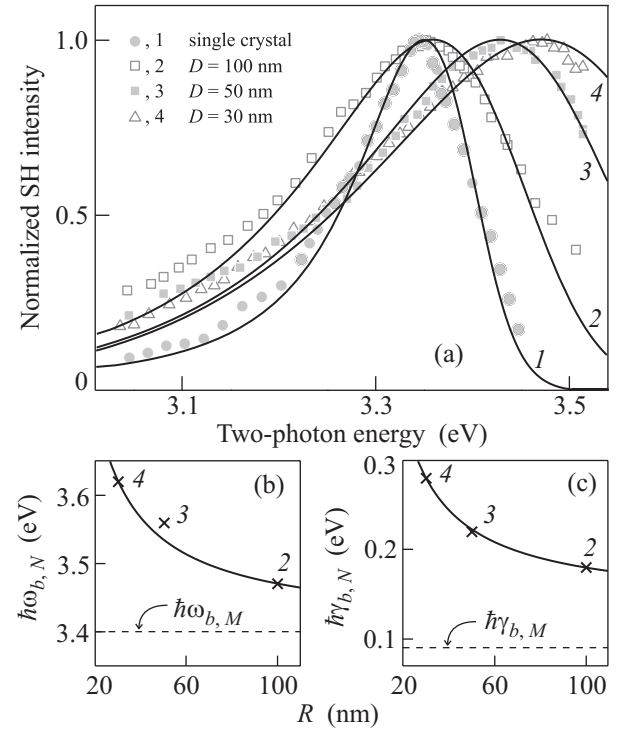 1.0
0.5
0
Normalized SH intensity
, 1 single crystal
, 2 D = 100 nm
, 3 D = 50 nm
, 4 D = 30 nm
4
3
2
1
(a)
3.1 3.3 3.5
Two-photon energy (eV)
3.6
3.5
3.4
ħω_b, N (eV)
4
3
2
(b)
ħω_b, M
20 60 100
0.3
0.2
0.1
ħγ_b, N (eV)
4
3
2
(c)
ħγ_b, M
20 60 100
R (nm)